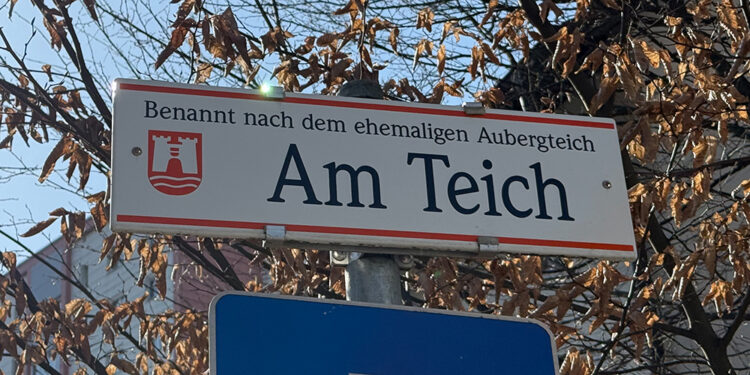 Benannt nach dem ehemaligen Aubergteich
Am Teich